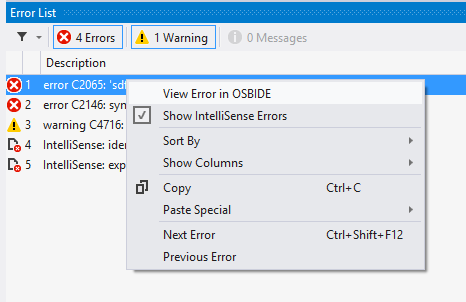 Error List
4 Errors 1 Warning 0 Messages
Description
1 error C2065: 'sd
View Error in OSBIDE
2 error C2146: syn
Show IntelliSense Errors
3 warning C4716:
Sort By
4 IntelliSense: ide
Show Columns
5 IntelliSense: exp
Copy Ctrl+C
Paste Special
Next Error Ctrl+Shift+F12
Previous Error